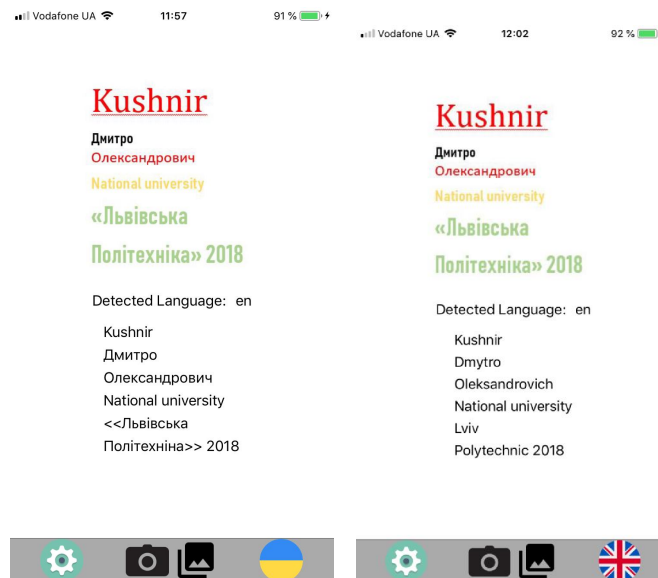 Vodafone UA 11:57 91 %
Kushnir
Дмитро
Олександрович
National university
«Львівська
Політехніка» 2018
Detected Language: en
Kushnir
Дмитро
Олександрович
National university
<<Львівська
Політехніна>> 2018
Vodafone UA 12:02 92 %
Kushnir
Дмитро
Олександрович
National university
«Львівська
Політехніка» 2018
Detected Language: en
Kushnir
Dmytro
Oleksandrovich
National university
Lviv
Polytechnic 2018